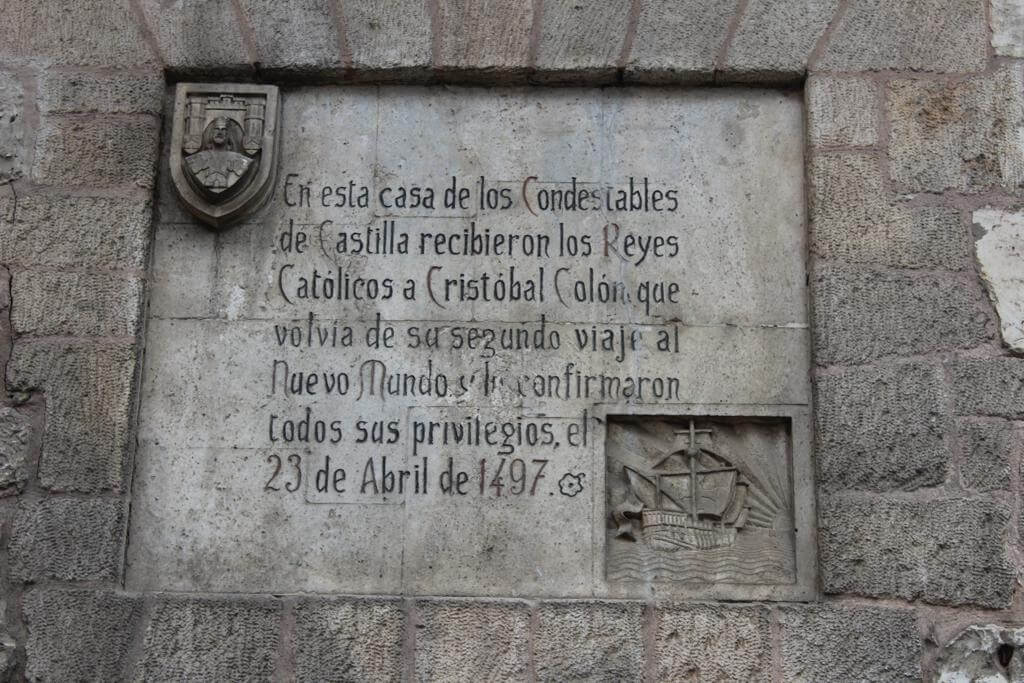 En esta casa de los Condestables
de Castilla recibieron los Reyes
Católicos a Cristóbal Colón que
volvia de su segundo viaje al
Nuevo Mundo y le confirmaron
todos sus privilegios, el
23 de Abril de 1497.